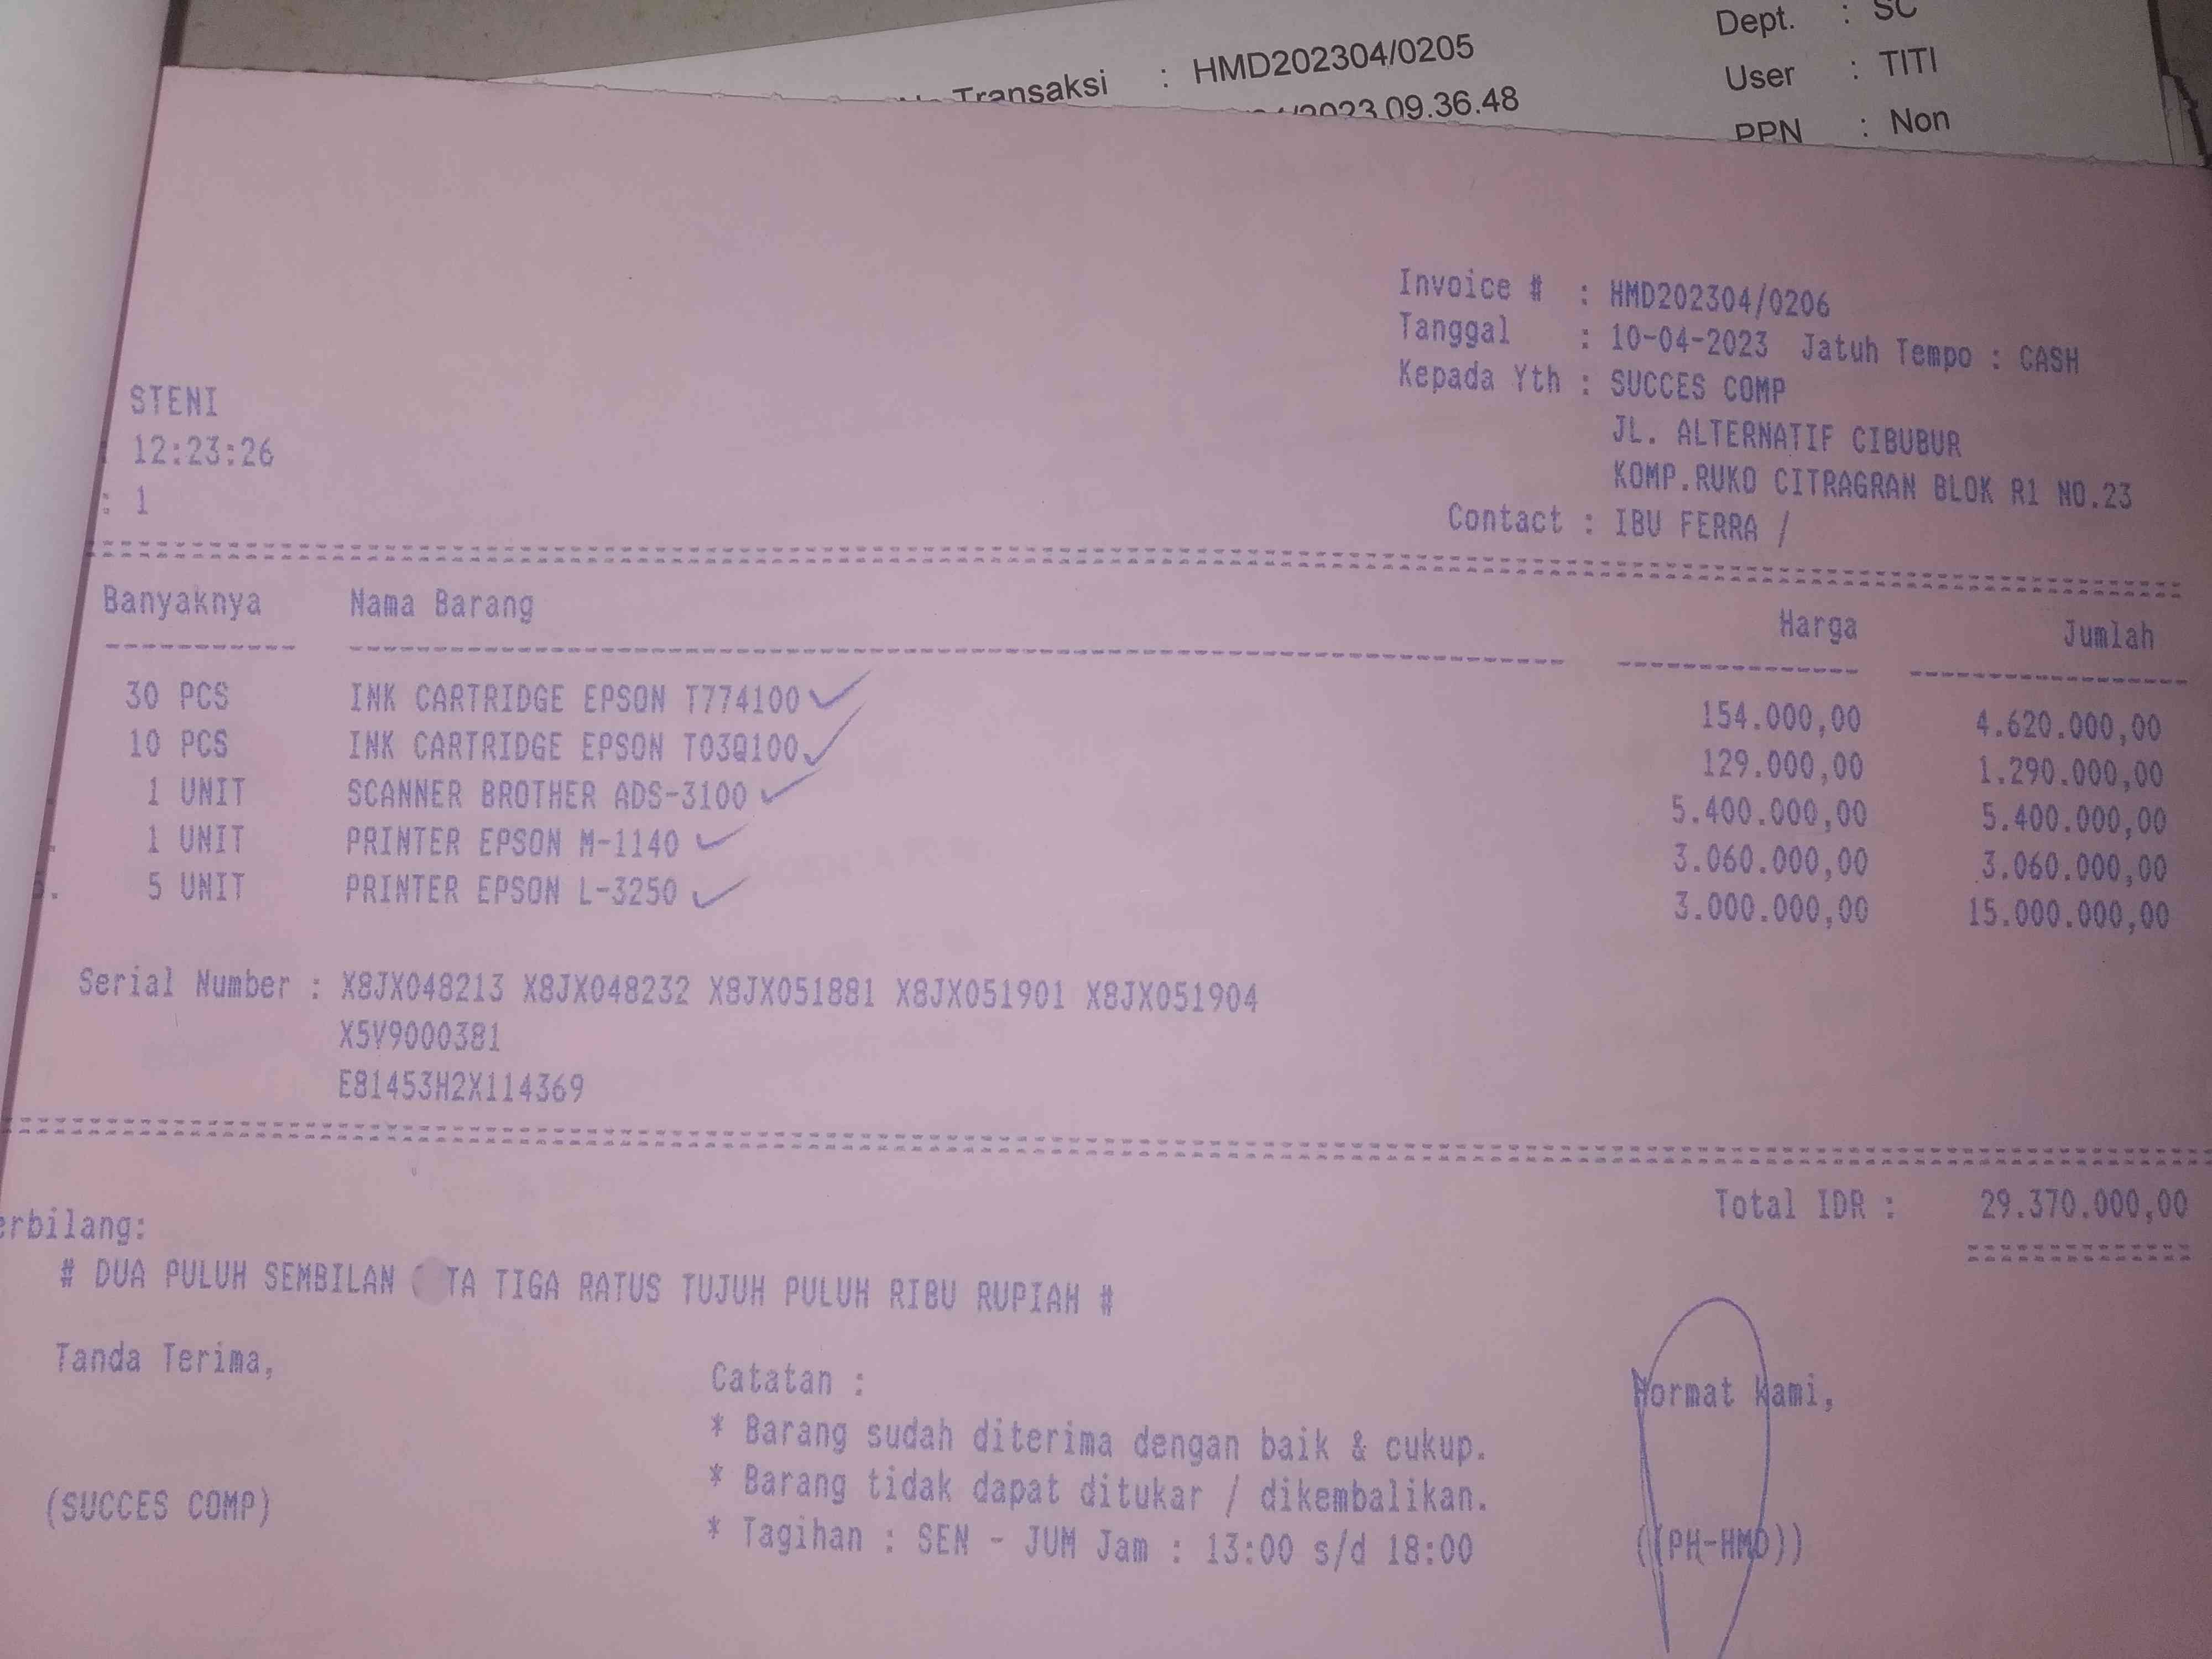 Transaksi : HMD202304/0205
2023 09.36.48
Dept. : SC
User : TITI
PPN : Non
Invoice # : HMD202304/0206
Tanggal : 10-04-2023 Jatuh Tempo : CASH
Kepada Yth : SUCCES COMP
JL. ALTERNATIF CIBUBUR
KOMP.RUKO CITRAGRAN BLOK R1 NO.23
Contact : IBU FERRA /
STENI
: 12:23:26
: 1
Banyaknya Nama Barang Harga Jumlah
30 PCS INK CARTRIDGE EPSON T774100 154.000,00 4.620.000,00
10 PCS INK CARTRIDGE EPSON T03Q100 129.000,00 1.290.000,00
1 UNIT SCANNER BROTHER ADS-3100 5.400.000,00 5.400.000,00
1 UNIT PRINTER EPSON M-1140 3.060.000,00 3.060.000,00
5 UNIT PRINTER EPSON L-3250 3.000.000,00 15.000.000,00
Serial Number : X8JX048213 X8JX048232 X8JX051881 X8JX051901 X8JX051904
X5V9000381
E81453H2X114369
Total IDR : 29.370.000,00
erbilang:
# DUA PULUH SEMBILAN TA TIGA RATUS TUJUH PULUH RIBU RUPIAH #
Tanda Terima,
(SUCCES COMP)
Catatan :
* Barang sudah diterima dengan baik & cukup.
* Barang tidak dapat ditukar / dikembalikan.
* Tagihan : SEN - JUM Jam : 13:00 s/d 18:00
Hormat kami,
((PH-HMD))